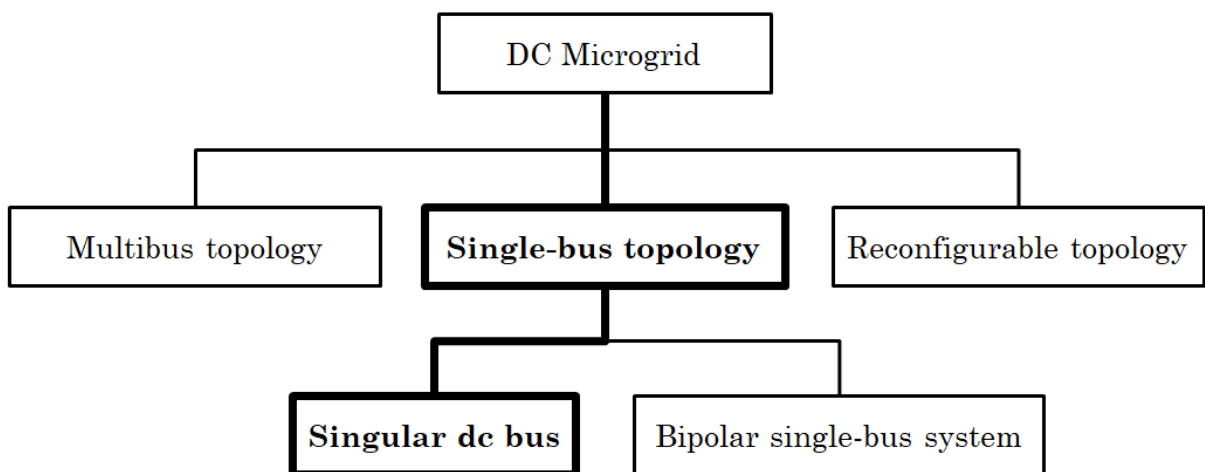 DC Microgrid
Multibus topology
Single-bus topology
Reconfigurable topology
Singular dc bus
Bipolar single-bus system